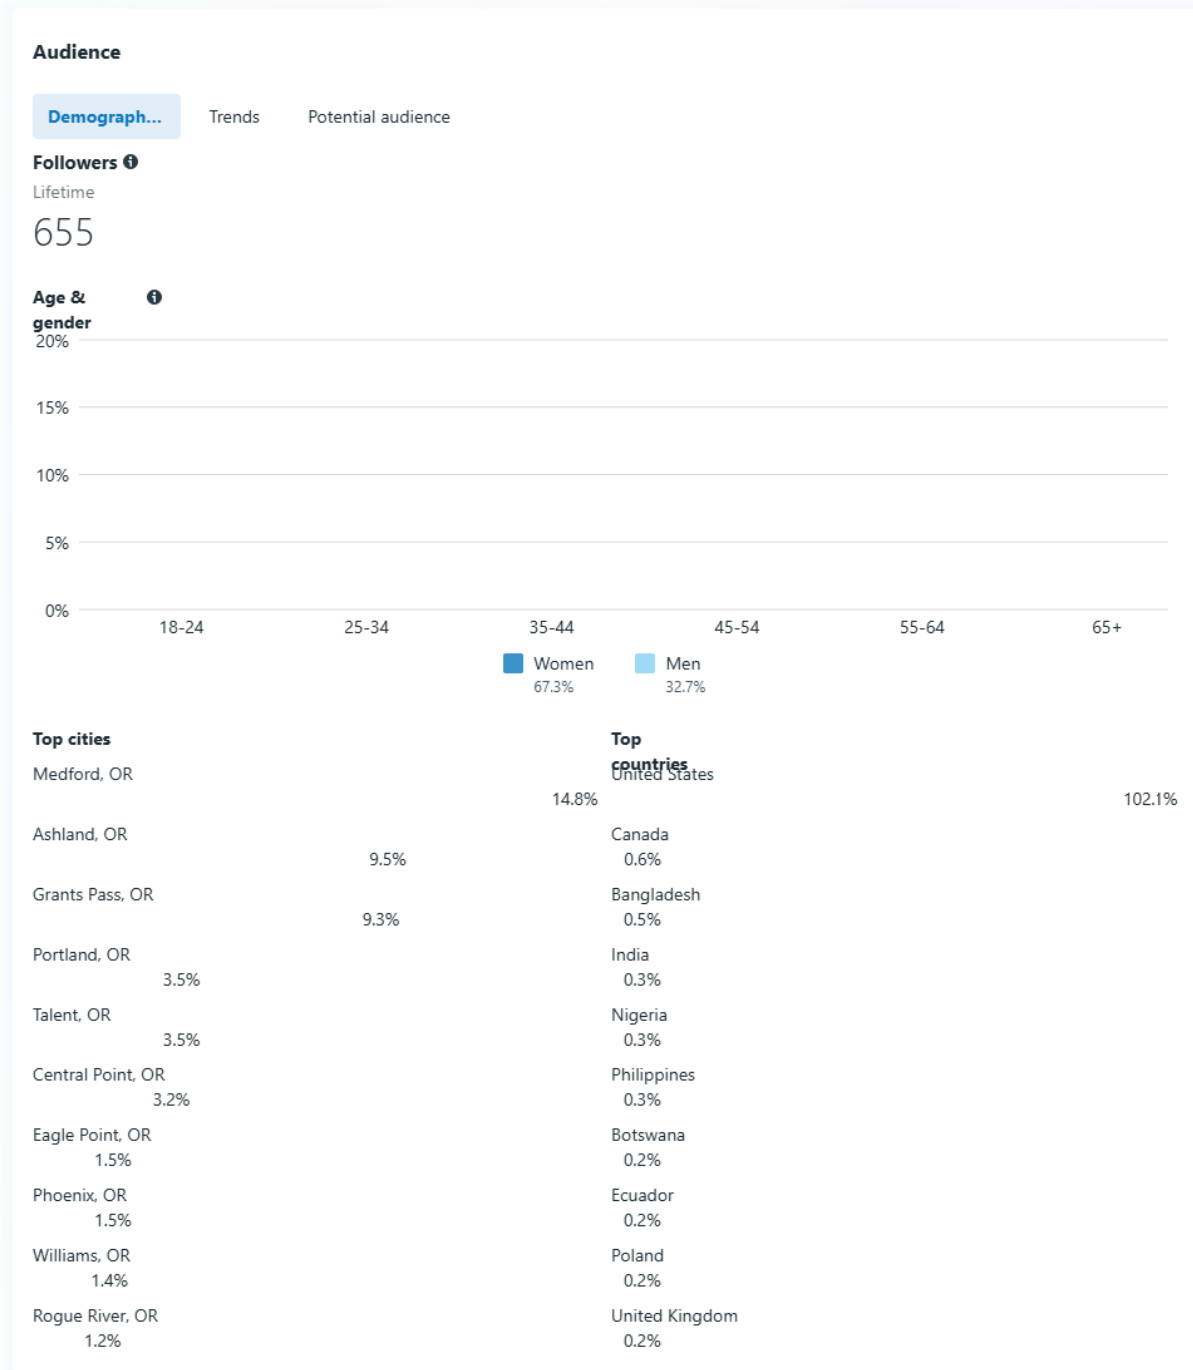 Audience
Demograph... Trends Potential audience
Followers
Lifetime
655
Age &
gender
20%
15%
10%
5%
0%
18-24 25-34 35-44 45-54 55-64 65+
Women Men
67.3% 32.7%
Top cities
Medford, OR
14.8%
Ashland, OR
9.5%
Grants Pass, OR
9.3%
Portland, OR
3.5%
Talent, OR
3.5%
Central Point, OR
3.2%
Eagle Point, OR
1.5%
Phoenix, OR
1.5%
Williams, OR
1.4%
Rogue River, OR
1.2%
Top
countries
United States
102.1%
Canada
0.6%
Bangladesh
0.5%
India
0.3%
Nigeria
0.3%
Philippines
0.3%
Botswana
0.2%
Ecuador
0.2%
Poland
0.2%
United Kingdom
0.2%